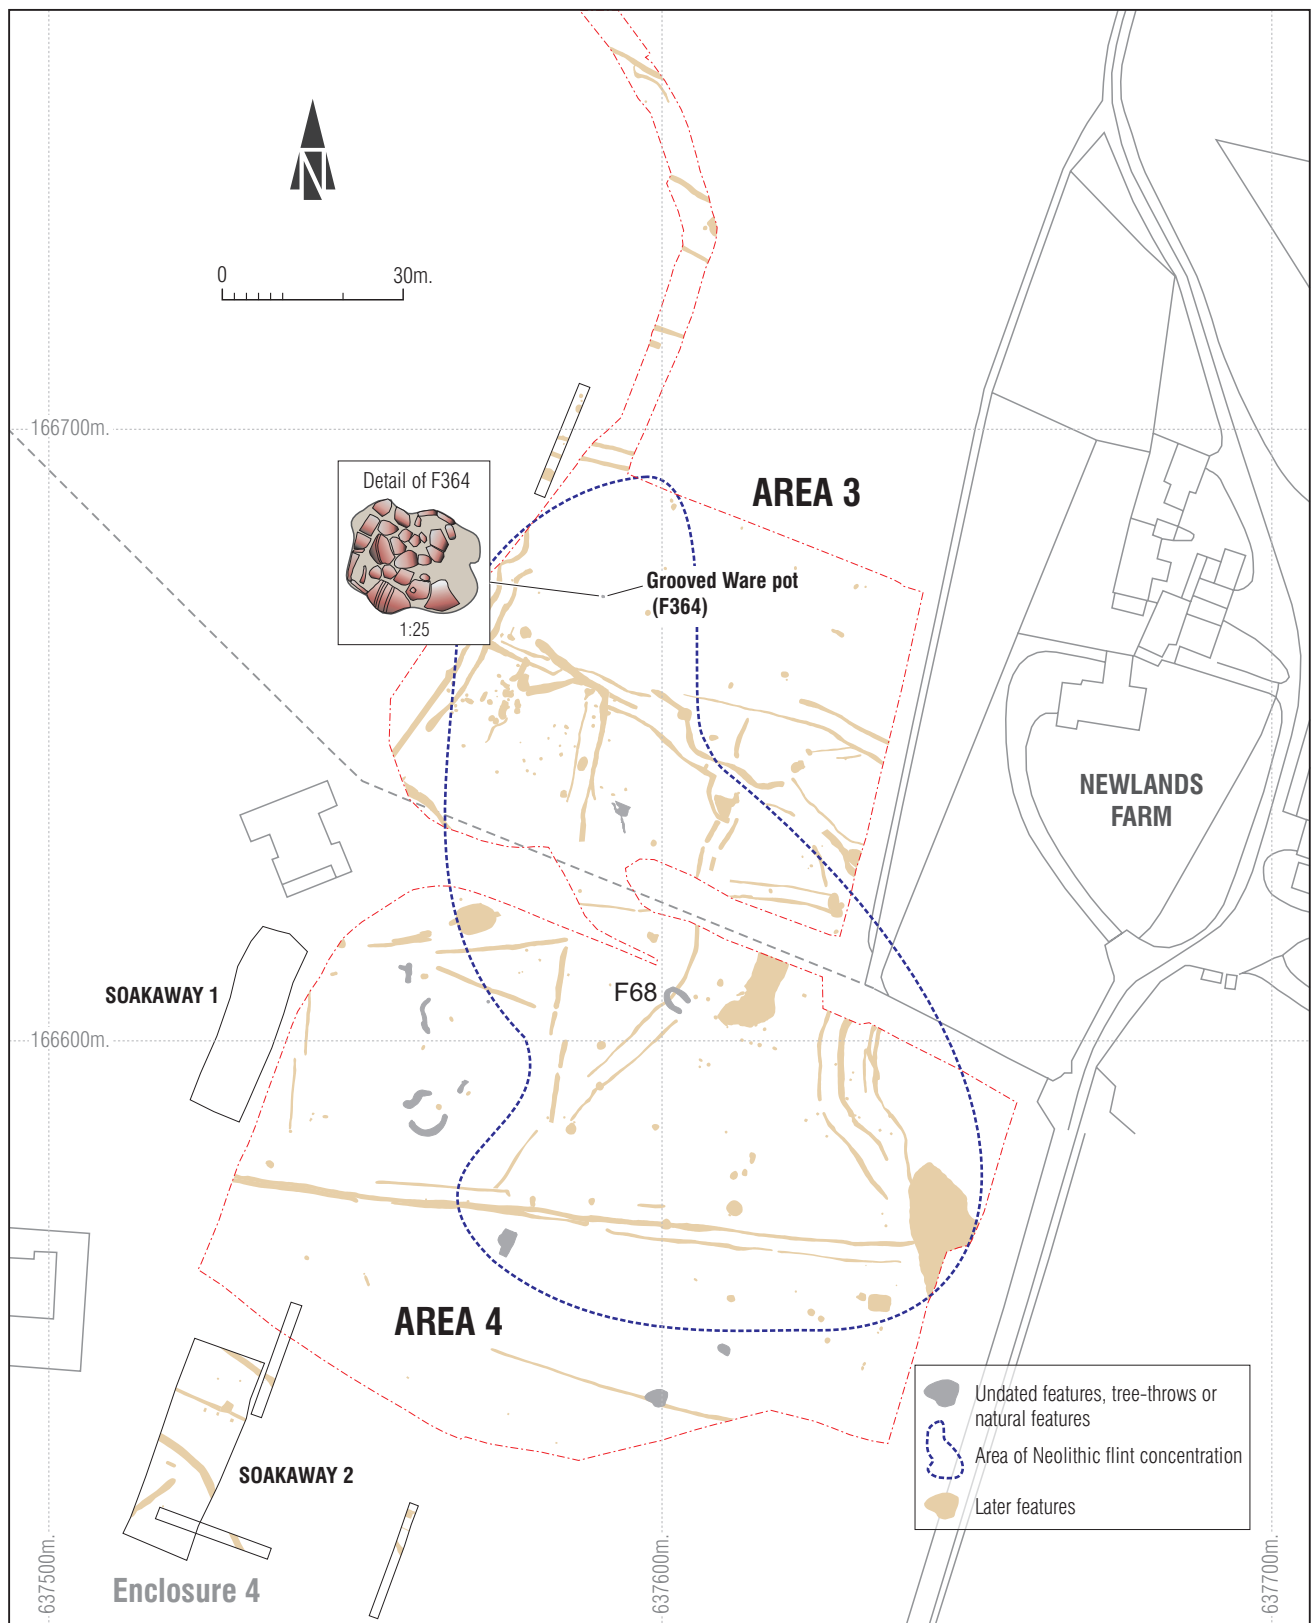 N
0 30m.
166700m.
Detail of F364
1:25
AREA 3
Grooved Ware pot
(F364)
NEWLANDS
FARM
SOAKAWAY 1
F68
166600m.
AREA 4
SOAKAWAY 2
Enclosure 4
Undated features, tree-throws or
natural features
Area of Neolithic flint concentration
Later features
637500m.
637600m.
637700m.